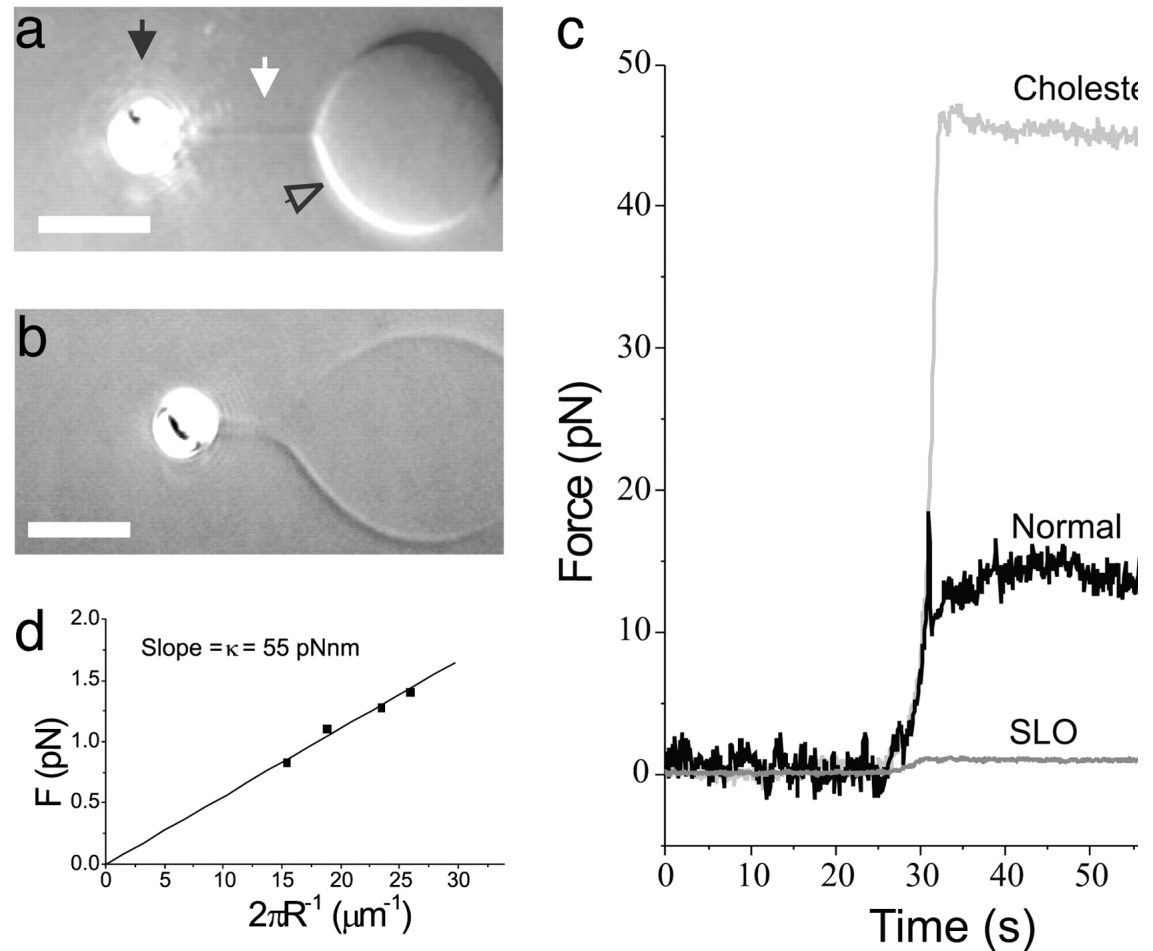 a
b
c
50
40
30
20
10
0
Force (pN)
Cholest
Normal
SLO
0 10 20 30 40 50
Time (s)
d
2.0
1.5
1.0
0.5
0.0
F (pN)
Slope = κ = 55 pNnm
0 5 10 15 20 25 30
2πR⁻¹ (μm⁻¹)